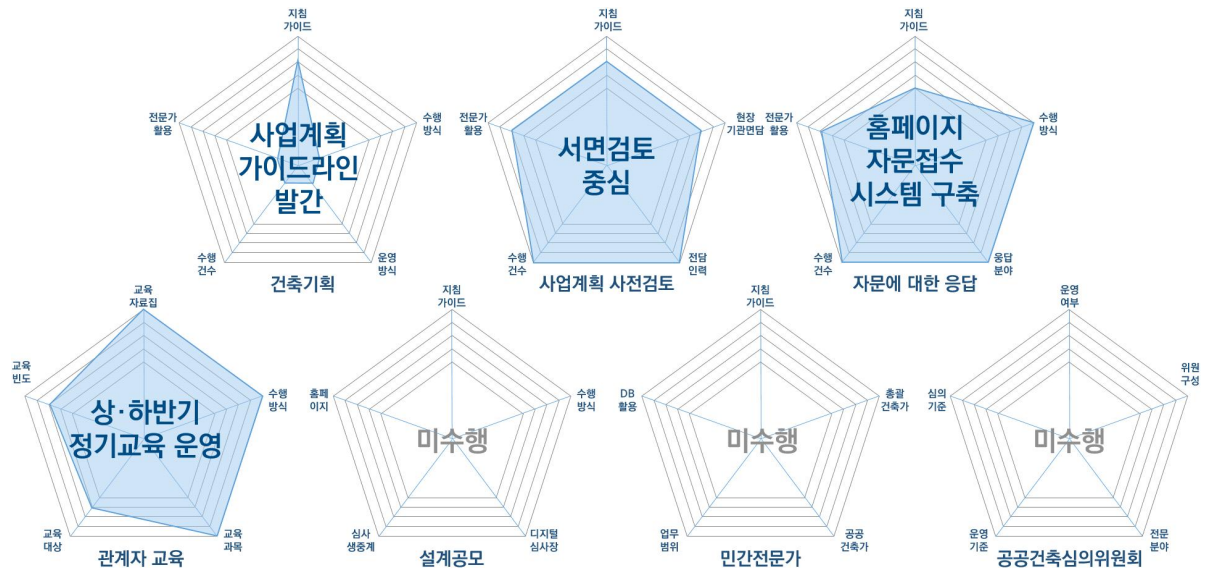 지침
가이드
전문가
활용
수행
방식
사업계획
가이드라인
발간
수행
건수
운영
방식
건축기획
지침
가이드
전문가
활용
현장
기관면담
서면검토
중심
수행
건수
전담
인력
사업계획 사전검토
지침
가이드
전문가
활용
수행
방식
홈페이지
자문접수
시스템 구축
수행
건수
응답
분야
자문에 대한 응답
교육
자료집
교육
빈도
수행
방식
상·하반기
정기교육 운영
교육
대상
교육
과목
관계자 교육
지침
가이드
홈페
이지
수행
방식
미수행
심사
생중계
디지털
심사장
설계공모
지침
가이드
DB
활용
총괄
건축가
미수행
업무
범위
공공
건축가
민간전문가
운영
여부
심의
기준
위원
구성
미수행
운영
기준
전문
분야
공공건축심의위원회